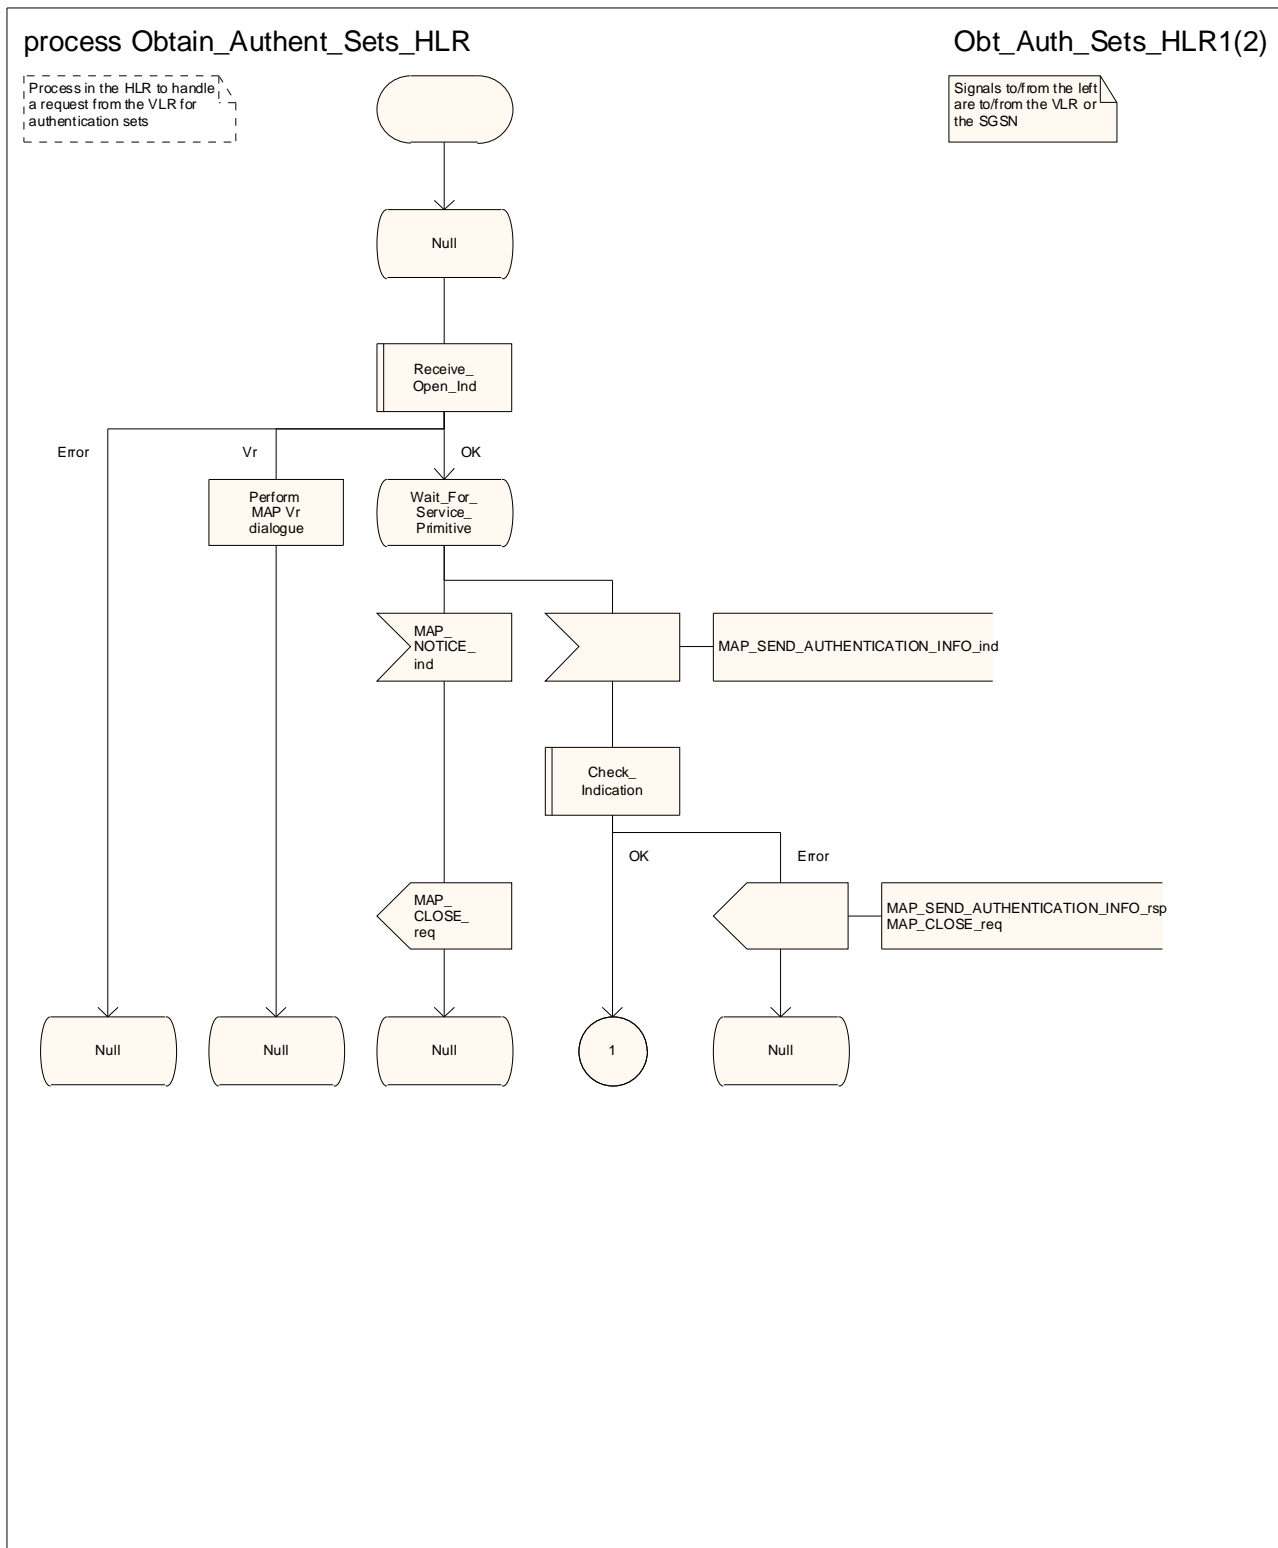 process Obtain_Authent_Sets_HLR
Obt_Auth_Sets_HLR1(2)
Process in the HLR to handle
a request from the VLR for
authentication sets
Signals to/from the left
are to/from the VLR or
the SGSN
Null
Receive_
Open_Ind
Error
Vr
OK
Perform
MAP Vr
dialogue
Wait_For_
Service_
Primitive
MAP_
NOTICE_
ind
MAP_SEND_AUTHENTICATION_INFO_ind
Check_
Indication
OK
Error
MAP_
CLOSE_
req
MAP_SEND_AUTHENTICATION_INFO_rsp
MAP_CLOSE_req
Null
Null
Null
1
Null